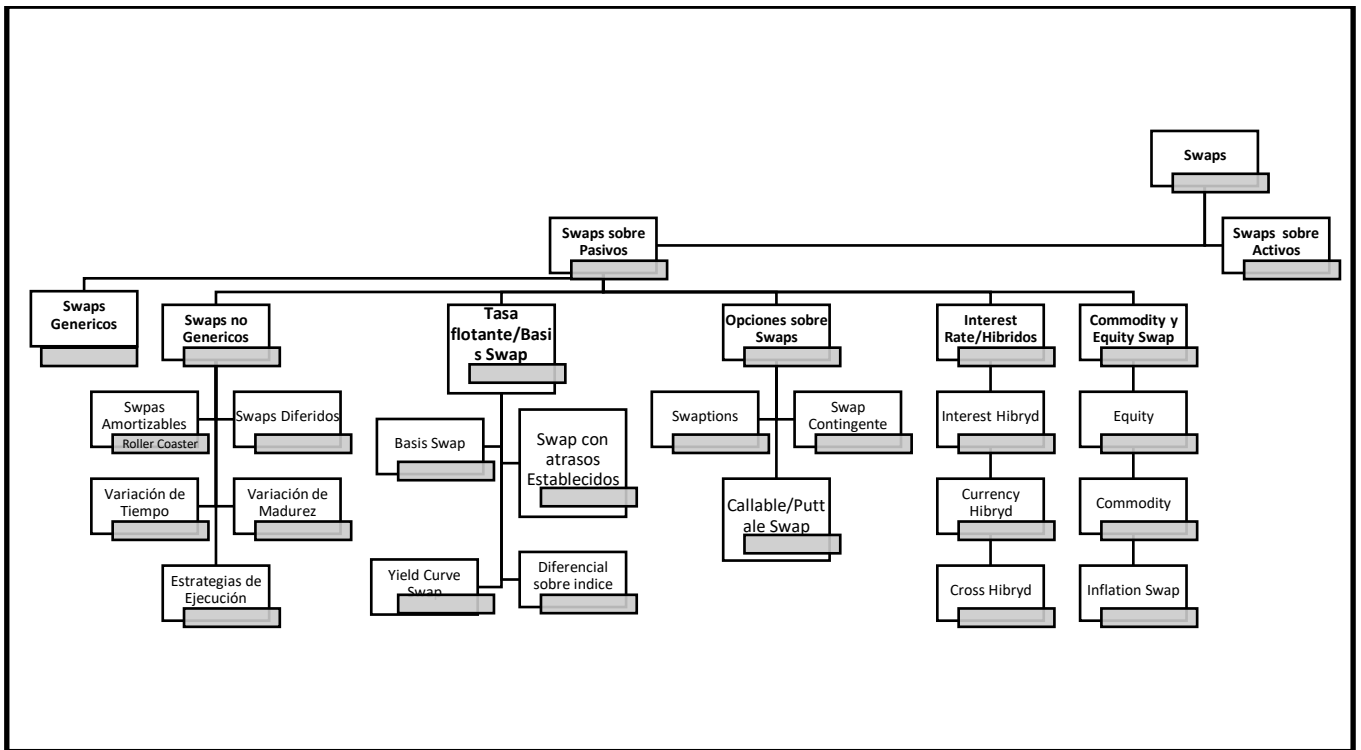 Swaps
Swaps sobre
Pasivos
Swaps sobre
Activos
Swaps
Genericos
Swaps no
Genericos
Tasa
flotante/Basi
s Swap
Opciones sobre
Swaps
Interest
Rate/Hibridos
Commodity y
Equity Swap
Swpas
Amortizables
Roller Coaster
Swaps Diferidos
Variación de
Tiempo
Variación de
Madurez
Estrategias de
Ejecución
Basis Swap
Swap con
atrasos
Establecidos
Yield Curve
Swap
Diferencial
sobre indice
Swaptions
Swap
Contingente
Callable/Putt
ale Swap
Interest Hibryd
Currency
Hibryd
Cross Hibryd
Equity
Commodity
Inflation Swap